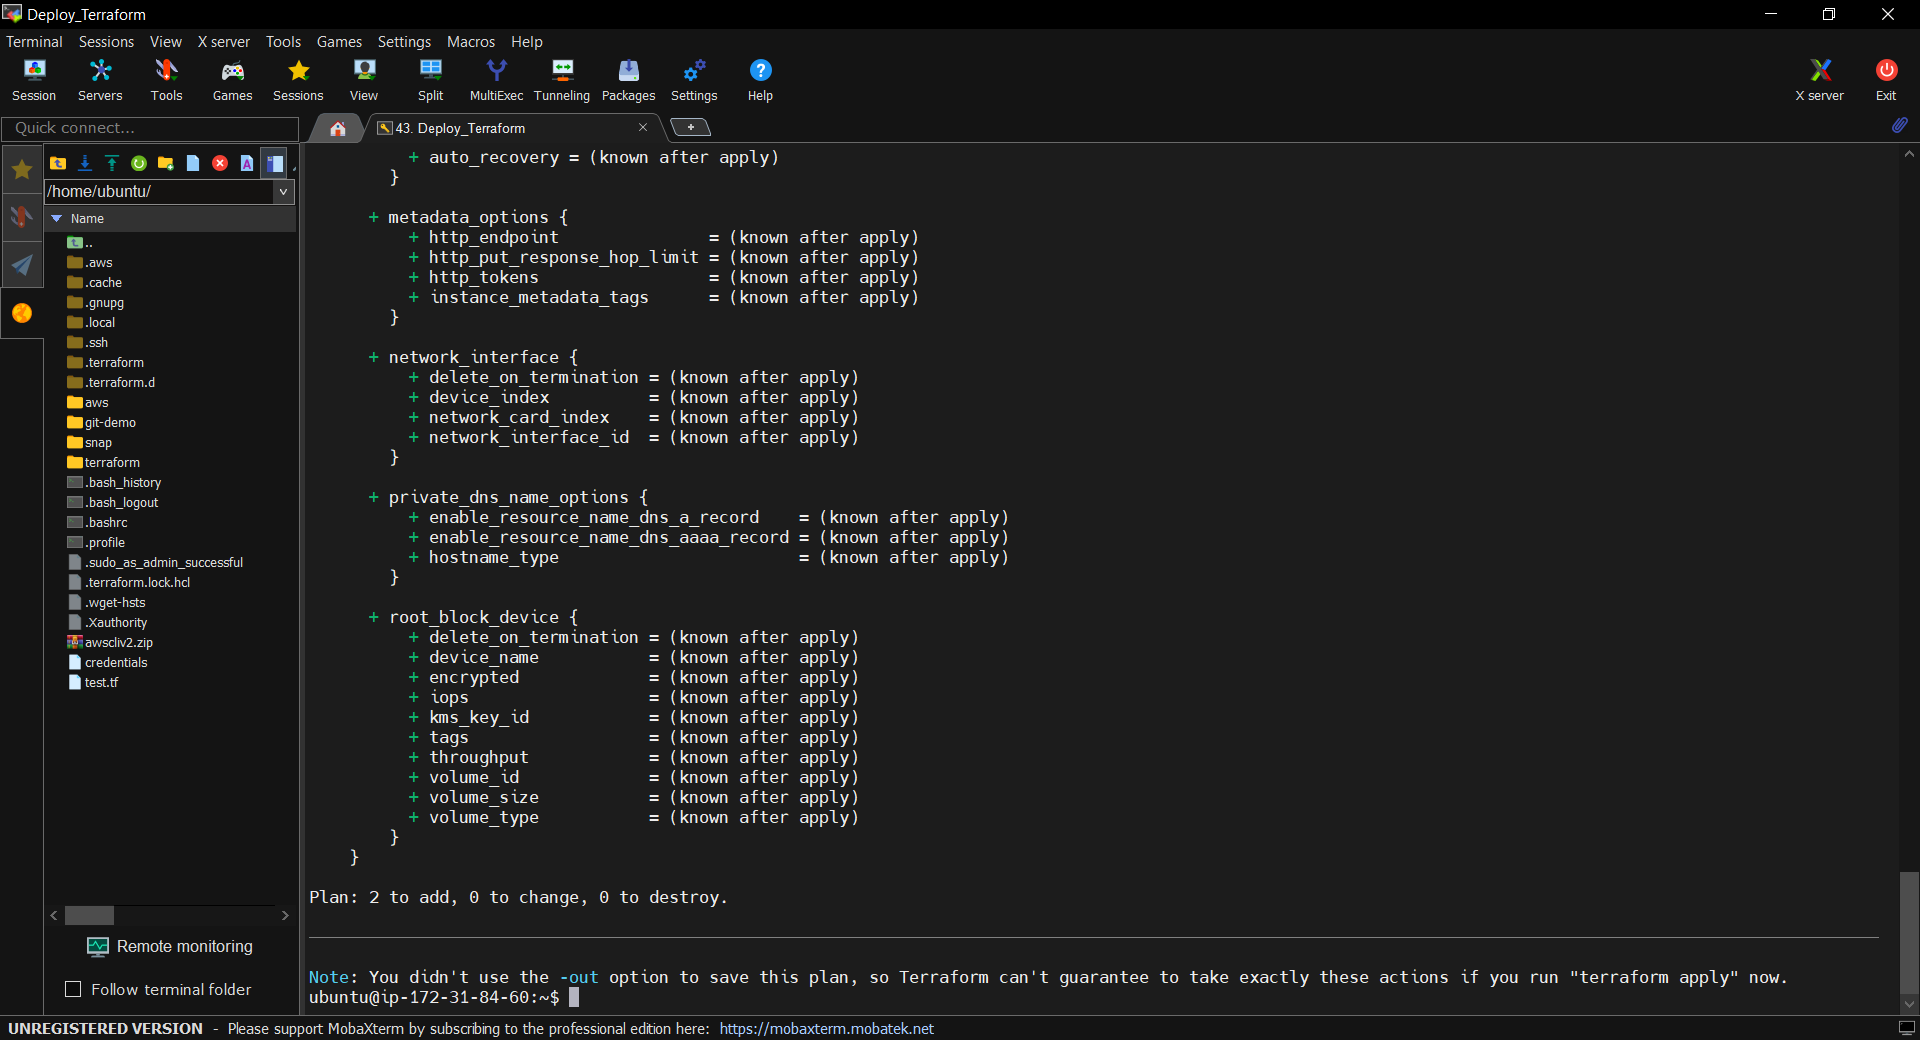 Deploy_Terraform
Terminal Sessions View X server Tools Games Settings Macros Help
Session Servers Tools Games Sessions View Split MultiExec Tunneling Packages Settings Help X server Exit
Quick connect...
43. Deploy_Terraform
/home/ubuntu/
Name
..
.aws
.cache
.gnupg
.local
.ssh
.terraform
.terraform.d
aws
git-demo
snap
terraform
.bash_history
.bash_logout
.bashrc
.profile
.sudo_as_admin_successful
.terraform.lock.hcl
.wget-hsts
.Xauthority
awscliv2.zip
credentials
test.tf
Remote monitoring
Follow terminal folder
+ auto_recovery = (known after apply)
}
+ metadata_options {
+ http_endpoint = (known after apply)
+ http_put_response_hop_limit = (known after apply)
+ http_tokens = (known after apply)
+ instance_metadata_tags = (known after apply)
}
+ network_interface {
+ delete_on_termination = (known after apply)
+ device_index = (known after apply)
+ network_card_index = (known after apply)
+ network_interface_id = (known after apply)
}
+ private_dns_name_options {
+ enable_resource_name_dns_a_record = (known after apply)
+ enable_resource_name_dns_aaaa_record = (known after apply)
+ hostname_type = (known after apply)
}
+ root_block_device {
+ delete_on_termination = (known after apply)
+ device_name = (known after apply)
+ encrypted = (known after apply)
+ iops = (known after apply)
+ kms_key_id = (known after apply)
+ tags = (known after apply)
+ throughput = (known after apply)
+ volume_id = (known after apply)
+ volume_size = (known after apply)
+ volume_type = (known after apply)
}
}
Plan: 2 to add, 0 to change, 0 to destroy.
Note: You didn't use the -out option to save this plan, so Terraform can't guarantee to take exactly these actions if you run "terraform apply" now.
ubuntu@ip-172-31-84-60:~$
UNREGISTERED VERSION - Please support MobaXterm by subscribing to the professional edition here: https://mobaxterm.mobatek.net